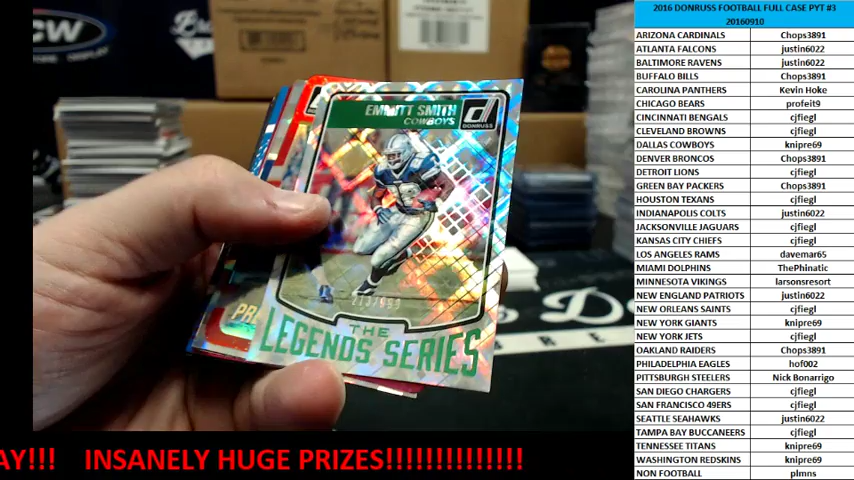 CW
EMMITT SMITH
COWBOYS
DONRUSS
THE
LEGENDS SERIES
AY!!! INSANELY HUGE PRIZES!!!!!!!!!!!!!!!
2016 DONRUSS FOOTBALL FULL CASE PYT #3
20160910
ARIZONA CARDINALS Chops3891
ATLANTA FALCONS justin6022
BALTIMORE RAVENS justin6022
BUFFALO BILLS Chops3891
CAROLINA PANTHERS Kevin Hoke
CHICAGO BEARS profeit9
CINCINNATI BENGALS cjfiegl
CLEVELAND BROWNS cjfiegl
DALLAS COWBOYS knipre69
DENVER BRONCOS Chops3891
DETROIT LIONS cjfiegl
GREEN BAY PACKERS Chops3891
HOUSTON TEXANS cjfiegl
INDIANAPOLIS COLTS justin6022
JACKSONVILLE JAGUARS cjfiegl
KANSAS CITY CHIEFS cjfiegl
LOS ANGELES RAMS davemar65
MIAMI DOLPHINS ThePhinatic
MINNESOTA VIKINGS larsonsresort
NEW ENGLAND PATRIOTS justin6022
NEW ORLEANS SAINTS cjfiegl
NEW YORK GIANTS knipre69
NEW YORK JETS cjfiegl
OAKLAND RAIDERS Chops3891
PHILADELPHIA EAGLES hof002
PITTSBURGH STEELERS Nick Bonarrigo
SAN DIEGO CHARGERS cjfiegl
SAN FRANCISCO 49ERS cjfiegl
SEATTLE SEAHAWKS justin6022
TAMPA BAY BUCCANEERS cjfiegl
TENNESSEE TITANS knipre69
WASHINGTON REDSKINS knipre69
NON FOOTBALL plmns